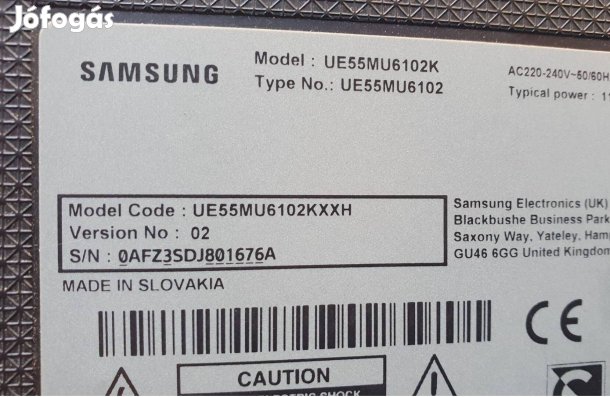 Jófogás
SAMSUNG
Model : UE55MU6102K
Type No.: UE55MU6102
AC220-240V~50/60H
Typical power :
Model Code : UE55MU6102KXXH
Version No : 02
S/N : 0AFZ3SDJ801676A
MADE IN SLOVAKIA
Samsung Electronics (UK)
Blackbushe Business Park
Saxony Way, Yateley,
GU46 6GG United Kingdom
CE
CAUTION
ELECTRIC SHOCK